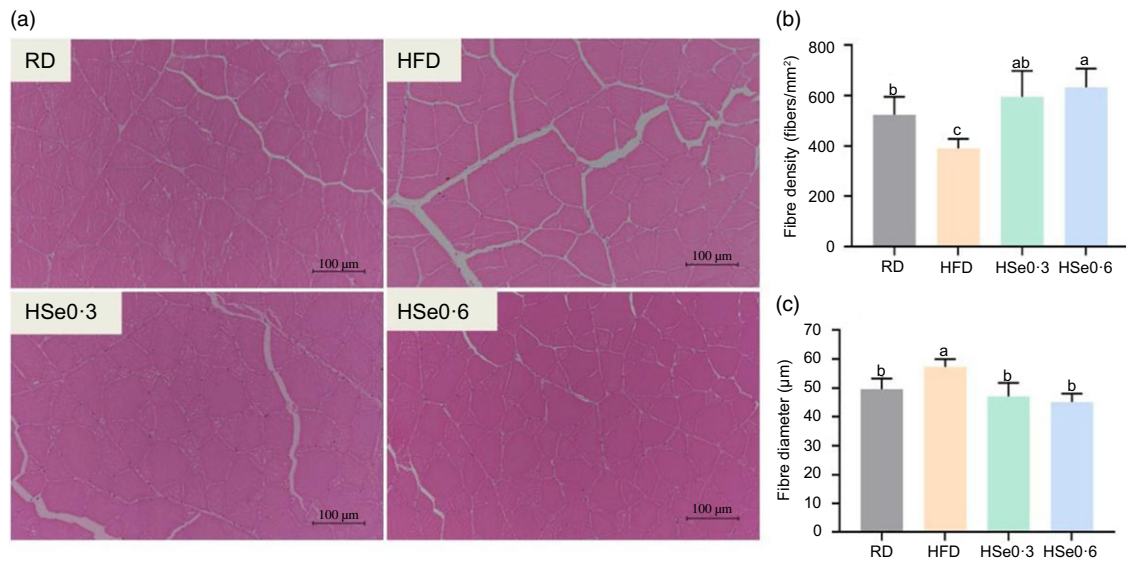 (a)
RD
100 µm
HFD
100 µm
HSe0·3
100 µm
HSe0·6
100 µm
(b)
Fibre density (fibers/mm²)
800
600
400
200
0
b
c
ab
a
RD
HFD
HSe0·3
HSe0·6
(c)
Fibre diameter (µm)
70
60
50
40
30
20
10
0
b
a
b
b
RD
HFD
HSe0·3
HSe0·6